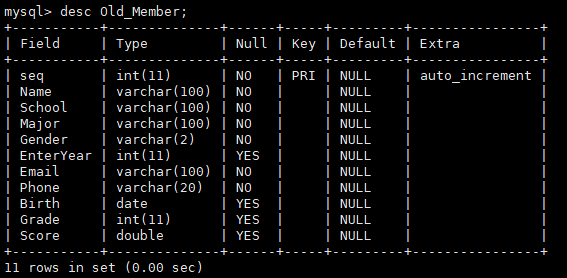 mysql> desc Old_Member;
+-----------+--------------+------+-----+---------+----------------+
| Field     | Type         | Null | Key | Default | Extra          |
+-----------+--------------+------+-----+---------+----------------+
| seq       | int(11)      | NO   | PRI | NULL    | auto_increment |
| Name      | varchar(100) | NO   |     | NULL    |                |
| School    | varchar(100) | NO   |     | NULL    |                |
| Major     | varchar(100) | NO   |     | NULL    |                |
| Gender    | varchar(2)   | NO   |     | NULL    |                |
| EnterYear | int(11)      | YES  |     | NULL    |                |
| Email     | varchar(100) | NO   |     | NULL    |                |
| Phone     | varchar(20)  | NO   |     | NULL    |                |
| Birth     | date         | YES  |     | NULL    |                |
| Grade     | int(11)      | YES  |     | NULL    |                |
| Score     | double       | YES  |     | NULL    |                |
+-----------+--------------+------+-----+---------+----------------+
11 rows in set (0.00 sec)